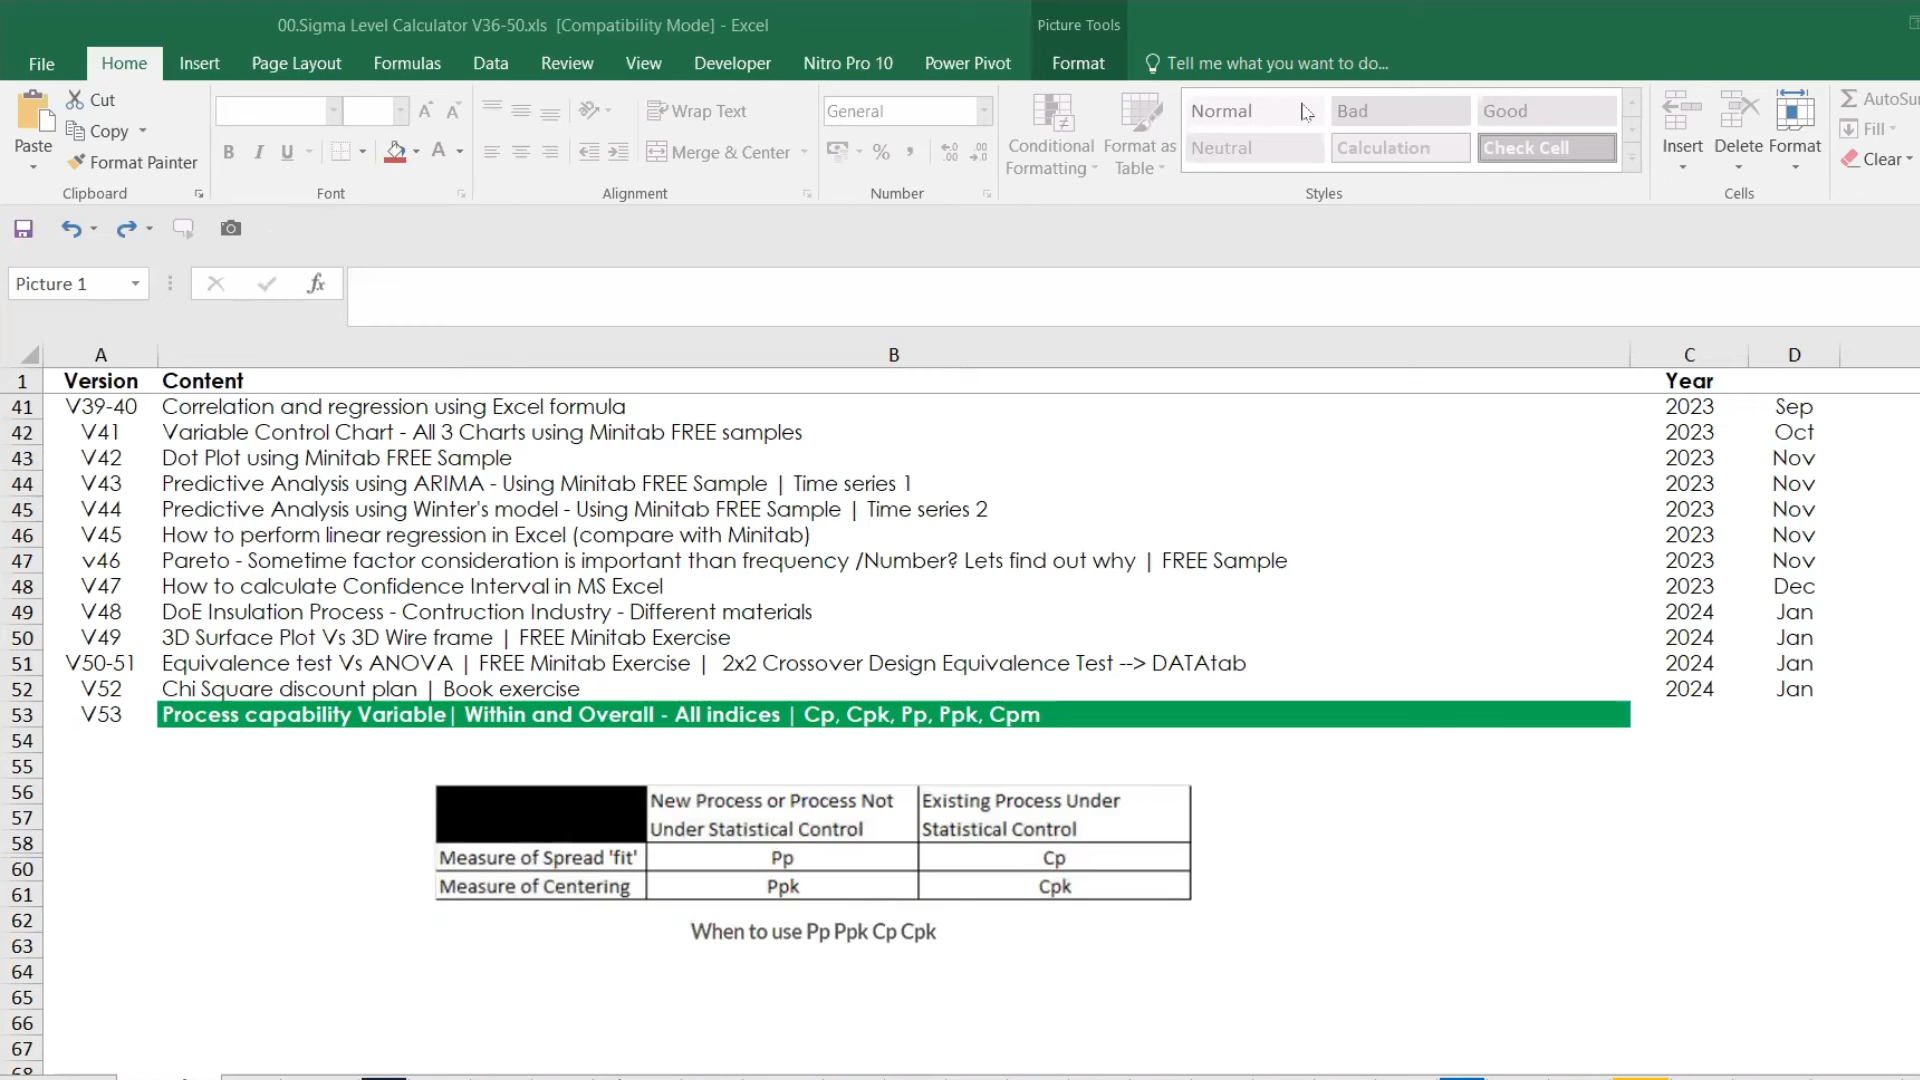 00.Sigma Level Calculator V36-50.xls [Compatibility Mode] - Excel
Picture Tools
File Home Insert Page Layout Formulas Data Review View Developer Nitro Pro 10 Power Pivot Format Tell me what you want to do...
Paste
Cut
Copy
Format Painter
Clipboard
B I U A
Font
Wrap Text
Merge & Center
Alignment
General
%
Number
Conditional Formatting
Format as Table
Normal Bad Good
Neutral Calculation Check Cell
Styles
Insert Delete Format
Cells
Fill
Clear
Picture 1
fx
A B C D
1 Version Content Year
41 V39-40 Correlation and regression using Excel formula 2023 Sep
42 V41 Variable Control Chart - All 3 Charts using Minitab FREE samples 2023 Oct
43 V42 Dot Plot using Minitab FREE Sample 2023 Nov
44 V43 Predictive Analysis using ARIMA - Using Minitab FREE Sample | Time series 1 2023 Nov
45 V44 Predictive Analysis using Winter's model - Using Minitab FREE Sample | Time series 2 2023 Nov
46 V45 How to perform linear regression in Excel (compare with Minitab) 2023 Nov
47 v46 Pareto - Sometime factor consideration is important than frequency /Number? Lets find out why | FREE Sample 2023 Nov
48 V47 How to calculate Confidence Interval in MS Excel 2023 Dec
49 V48 DoE Insulation Process - Contruction Industry - Different materials 2024 Jan
50 V49 3D Surface Plot Vs 3D Wire frame | FREE Minitab Exercise 2024 Jan
51 V50-51 Equivalence test Vs ANOVA | FREE Minitab Exercise | 2x2 Crossover Design Equivalence Test --> DATAtab 2024 Jan
52 V52 Chi Square discount plan | Book exercise 2024 Jan
53 V53 Process capability Variable| Within and Overall - All indices | Cp, Cpk, Pp, Ppk, Cpm
54
55
56
57
58
60
61
62
63
64
65
66
67
68
New Process or Process Not Existing Process Under
Under Statistical Control Statistical Control
Measure of Spread 'fit' Pp Cp
Measure of Centering Ppk Cpk
When to use Pp Ppk Cp Cpk